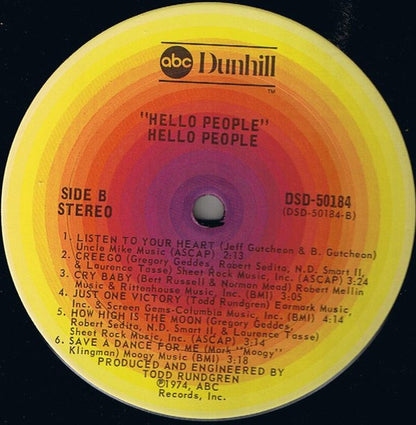 abc Dunhill
TM
"HELLO PEOPLE"
HELLO PEOPLE
SIDE B
STEREO
DSD-50184
(DSD-50184-B)
1. LISTEN TO YOUR HEART (Jeff Gutcheon & B. Gutcheon)
Uncle Mike Music (ASCAP) 2:13
2. CREEGO (Gregory Geddes, Robert Sedita, N.D. Smart II,
& Laurence Tasse) Sheet Rock Music, Inc. (ASCAP) 3:24
3. CRY BABY (Bert Russell & Norman Mead) Robert Mellin
Music & Rittenhouse Music, Inc. (BMI) 3:05
4. JUST ONE VICTORY (Todd Rundgren) Earmark Music,
Inc. & Screen Gems-Columbia Music, Inc. (BMI) 4:14
5. HOW HIGH IS THE MOON (Gregory Geddes,
Robert Sedita, N.D. Smart II, & Laurence Tasse)
Sheet Rock Music, Inc. (ASCAP) 3:14
6. SAVE A DANCE FOR ME (Mark "Moogy"
Klingman) Moogy Music (BMI) 3:18
PRODUCED AND ENGINEERED BY
TODD RUNDGREN
©1974, ABC
Records, Inc.